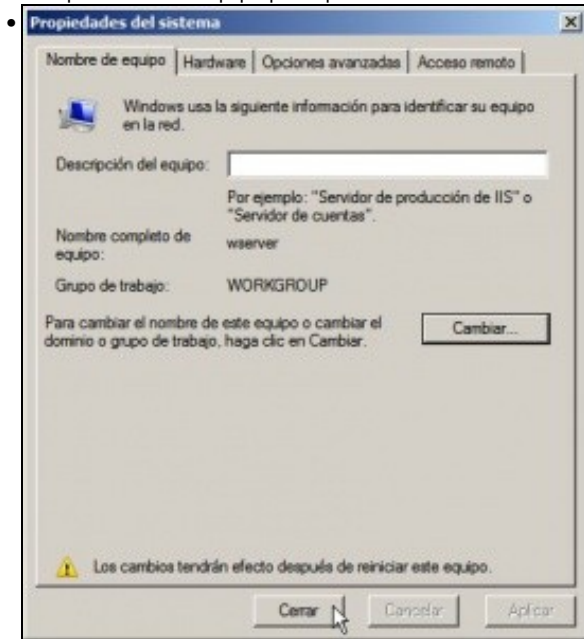 Propiedades del sistema
Nombre de equipo Hardware Opciones avanzadas Acceso remoto
Windows usa la siguiente información para identificar su equipo
en la red.
Descripción del equipo:
Por ejemplo: "Servidor de producción de IIS" o
"Servidor de cuentas".
Nombre completo de
equipo:
wserver
Grupo de trabajo: WORKGROUP
Para cambiar el nombre de este equipo o cambiar el
dominio o grupo de trabajo, haga clic en Cambiar.
Cambiar...
Los cambios tendrán efecto después de reiniciar este equipo.
Cerrar Cancelar Aplicar